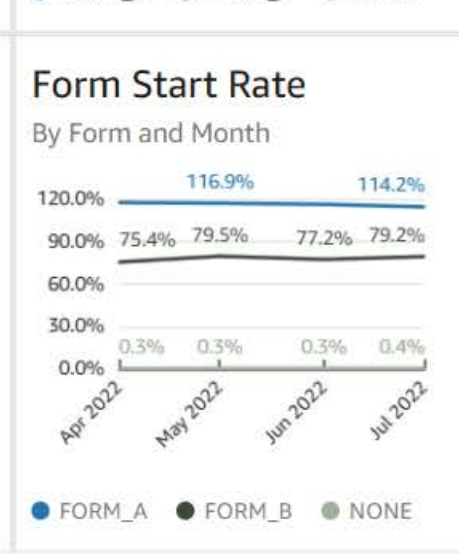 Form Start Rate
By Form and Month
116.9% 114.2%
120.0%
90.0% 75.4% 79.5% 77.2% 79.2%
60.0%
30.0%
0.3% 0.3% 0.3% 0.4%
0.0%
Apr 2022 May 2022 Jun 2022 Jul 2022
FORM_A FORM_B NONE